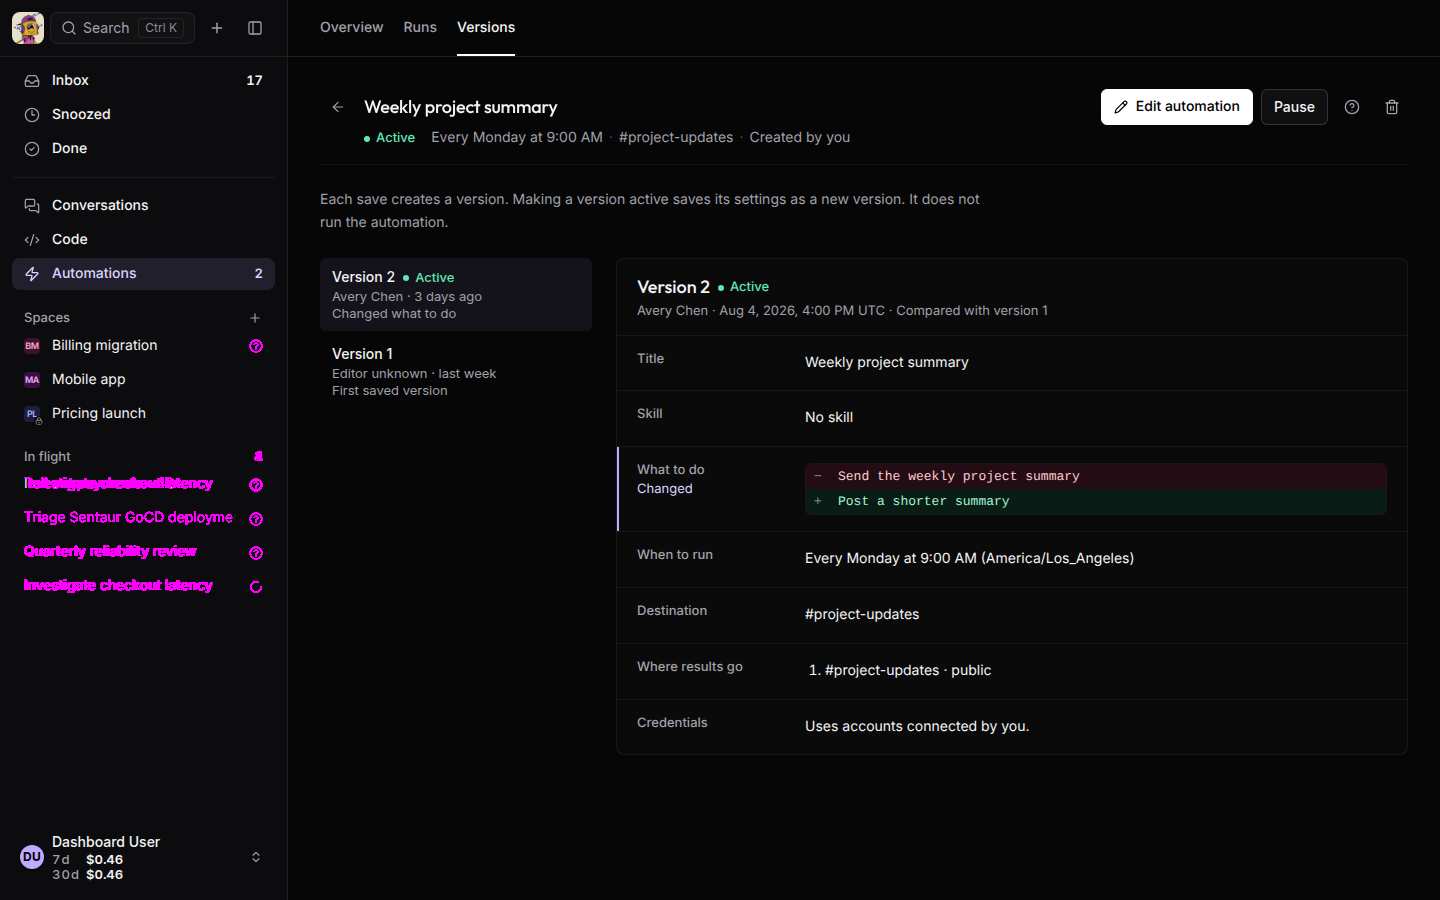 Search Ctrl K
Overview Runs Versions
Inbox 17
Snoozed
Done
Conversations
Code
Automations 2
Spaces
BM Billing migration
MA Mobile app
PL Pricing launch
In flight
Triage Sentaur GoCD deployme
Quarterly reliability review
Investigate checkout latency
DU Dashboard User
7d $0.46
30d $0.46
Weekly project summary
Edit automation Pause
Active Every Monday at 9:00 AM · #project-updates · Created by you
Each save creates a version. Making a version active saves its settings as a new version. It does not
run the automation.
Version 2 Active
Avery Chen · 3 days ago
Changed what to do
Version 1
Editor unknown · last week
First saved version
Version 2 Active
Avery Chen · Aug 4, 2026, 4:00 PM UTC · Compared with version 1
Title Weekly project summary
Skill No skill
What to do
Changed
− Send the weekly project summary
+ Post a shorter summary
When to run Every Monday at 9:00 AM (America/Los_Angeles)
Destination #project-updates
Where results go 1. #project-updates · public
Credentials Uses accounts connected by you.